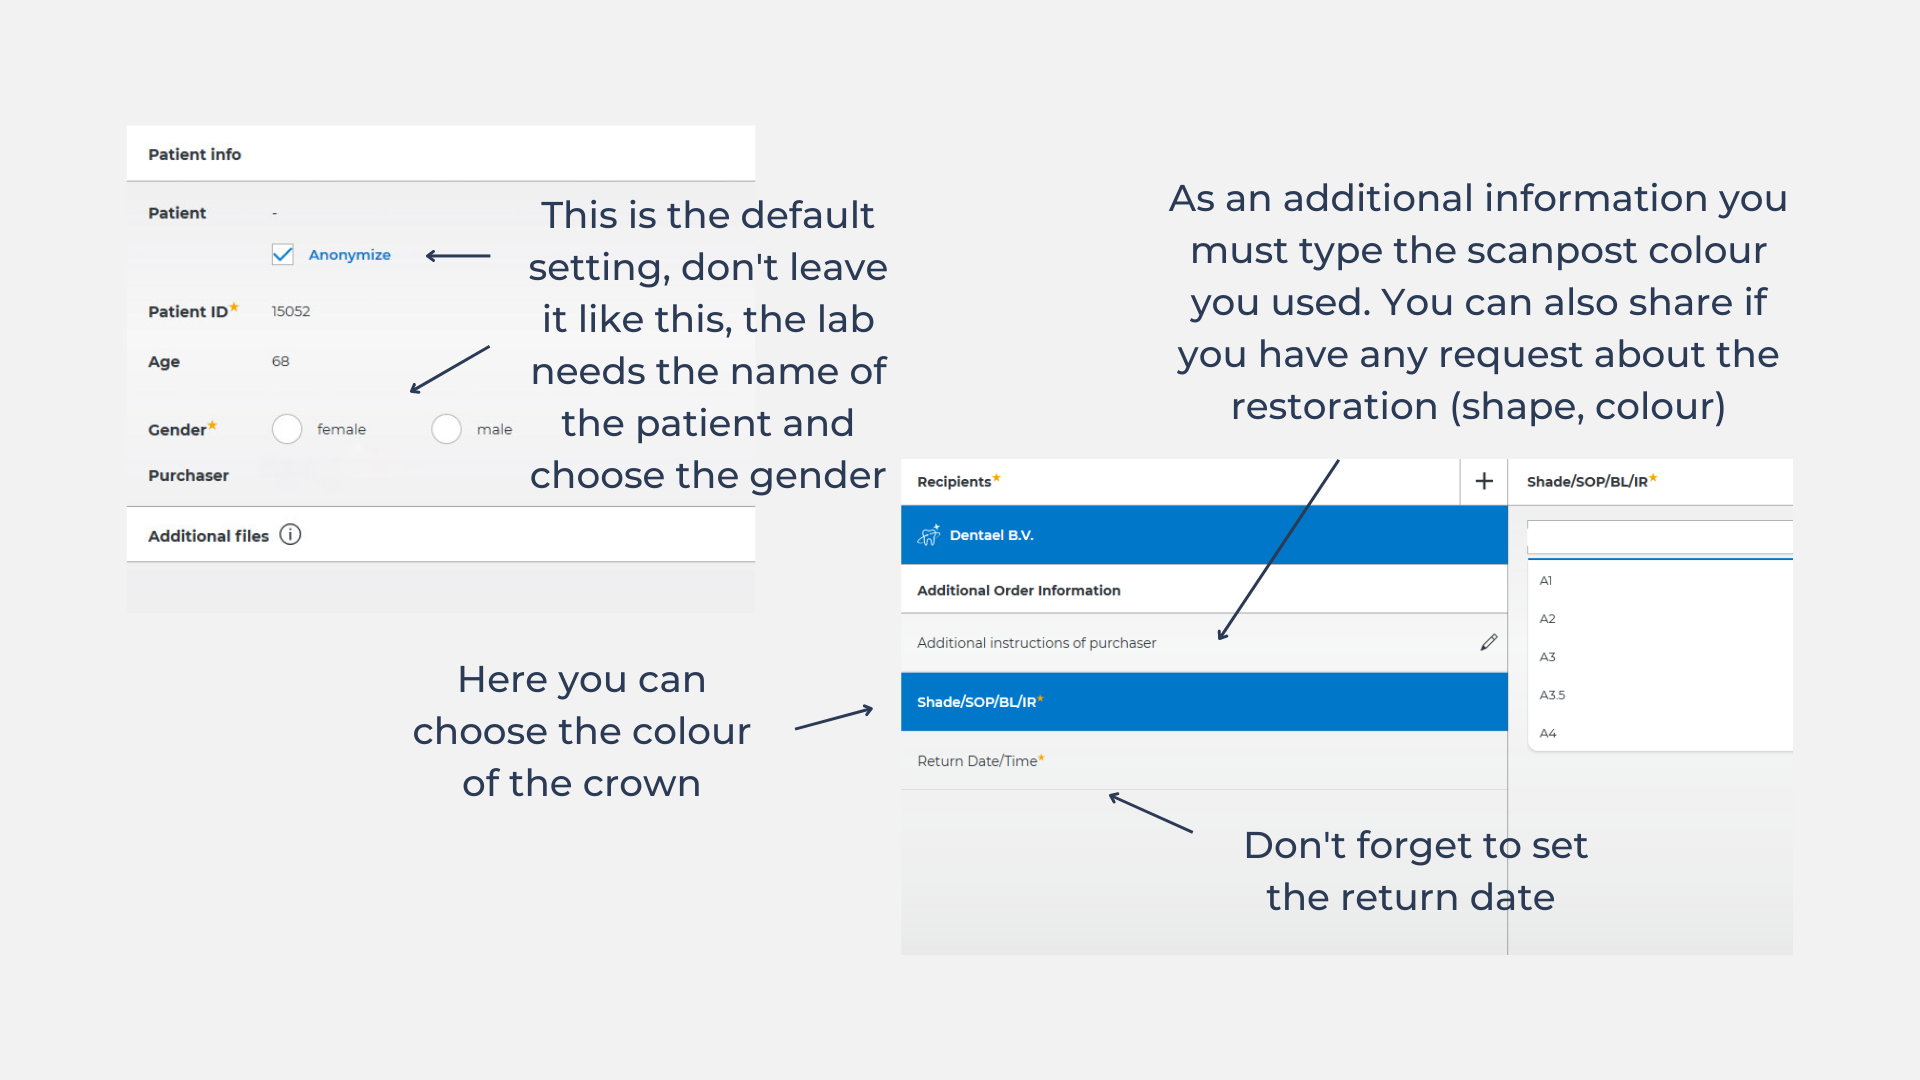 Patient info
Patient -
Anonymize
Patient ID* 15052
Age 68
Gender* female male
Purchaser
Additional files
This is the default
setting, don't leave
it like this, the lab
needs the name of
the patient and
choose the gender
As an additional information you
must type the scanpost colour
you used. You can also share if
you have any request about the
restoration (shape, colour)
Recipients* +
Dentael B.V.
Additional Order Information
Additional instructions of purchaser
Shade/SOP/BL/IR*
Return Date/Time*
Shade/SOP/BL/IR*
A1
A2
A3
A3.5
A4
Here you can
choose the colour
of the crown
Don't forget to set
the return date